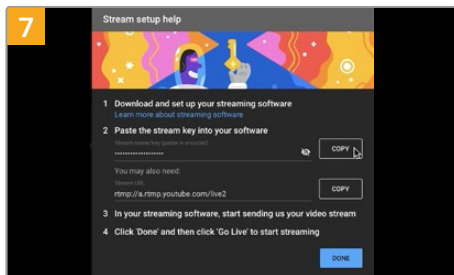 7
Stream setup help
1 Download and set up your streaming software
Learn more about streaming software
2 Paste the stream key into your software
Stream name/key (paste in encoder)
••••••••••••••••••••
COPY
You may also need:
Stream URL
rtmp://a.rtmp.youtube.com/live2
COPY
3 In your streaming software, start sending us your video stream
4 Click 'Done' and then click 'Go Live' to start streaming
DONE